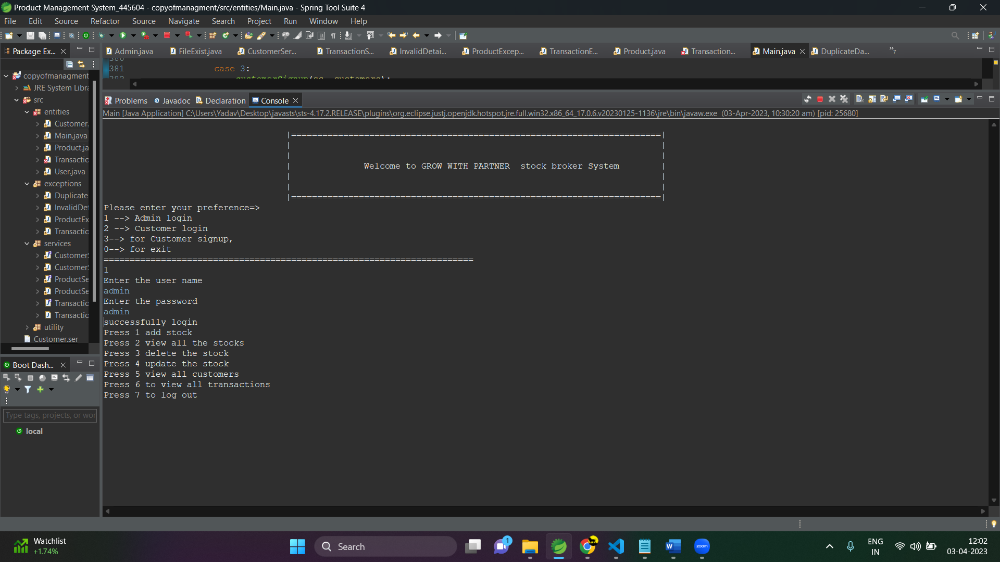 Product Management System_445604 - copyofmanagment/src/entities/Main.java - Spring Tool Suite 4
File Edit Source Refactor Source Navigate Search Project Run Window Help
Package Ex...
Admin.java FileExist.java CustomerSer... TransactionS... InvalidDetai... ProductExcep... TransactionE... Product.java Transaction... Main.java DuplicateDa... »7
381 case 3:
copyofmanagment
JRE System Libra
src
entities
Customer.
Main.java
Product.ja
Transactio
User.java
exceptions
Duplicate
InvalidDet
ProductEx
Transactio
services
CustomerS
CustomerS
ProductSe
ProductSe
Transactio
Transactio
utility
Customer.ser
Problems Javadoc Declaration Console
Main [Java Application] C:\Users\Yadav\Desktop\javasts\sts-4.17.2.RELEASE\plugins\org.eclipse.justj.openjdk.hotspot.jre.full.win32.x86_64_17.0.6.v20230125-1136\jre\bin\javaw.exe (03-Apr-2023, 10:30:20 am) [pid: 25680]
|=======================================================================|
Welcome to GROW WITH PARTNER stock broker System
|=======================================================================|
Please enter your preference=>
1 --> Admin login
2 --> Customer login
3--> for Customer signup,
0--> for exit
=======================================================================
1
Enter the user name
admin
Enter the password
admin
successfully login
Press 1 add stock
Press 2 view all the stocks
Press 3 delete the stock
Press 4 update the stock
Press 5 view all customers
Press 6 to view all transactions
Press 7 to log out
Boot Dash...
Type tags, projects, or wor
local
Watchlist
+1.74%
Search
1
zoom
ENG
IN
12:02
03-04-2023